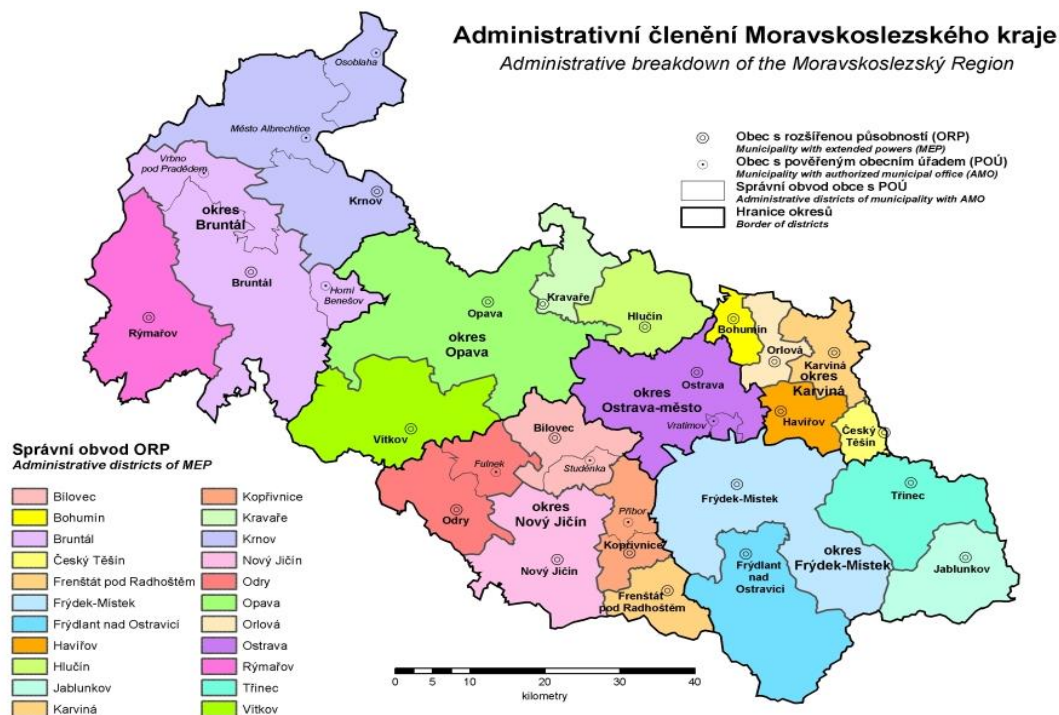 Administrativní členění Moravskoslezského kraje
Administrative breakdown of the Moravskoslezský Region
Obec s rozšířenou působností (ORP)
Municipality with extended powers (MEP)
Obec s pověřeným obecním úřadem (POÚ)
Municipality with authorized municipal office (AMO)
Správní obvod obce s POÚ
Administrative districts of municipality with AMO
Hranice okresů
Border of districts
Osoblaha
Město Albrechtice
Vrbno
pod Pradědem
Krnov
okres
Bruntál
Bruntál
Horní
Benešov
Rýmařov
Opava
okres
Opava
Kravaře
Hlučín
Bohumín
Orlová
Karviná
okres
Karviná
Ostrava
okres
Ostrava-město
Vratimov
Havířov
Český
Těšín
Vítkov
Bílovec
Studénka
Fulnek
Odry
okres
Nový Jičín
Nový Jičín
Příbor
Kopřivnice
Frenštát
pod Radhoštěm
Frýdek-Místek
okres
Frýdek-Místek
Frýdlant
nad
Ostravicí
Třinec
Jablunkov
Správní obvod ORP
Administrative districts of MEP
Bílovec
Bohumín
Bruntál
Český Těšín
Frenštát pod Radhoštěm
Frýdek-Místek
Frýdlant nad Ostravicí
Havířov
Hlučín
Jablunkov
Karviná
Kopřivnice
Kravaře
Krnov
Nový Jičín
Odry
Opava
Orlová
Ostrava
Rýmařov
Třinec
Vítkov
0 5 10 20 30 40
kilometry